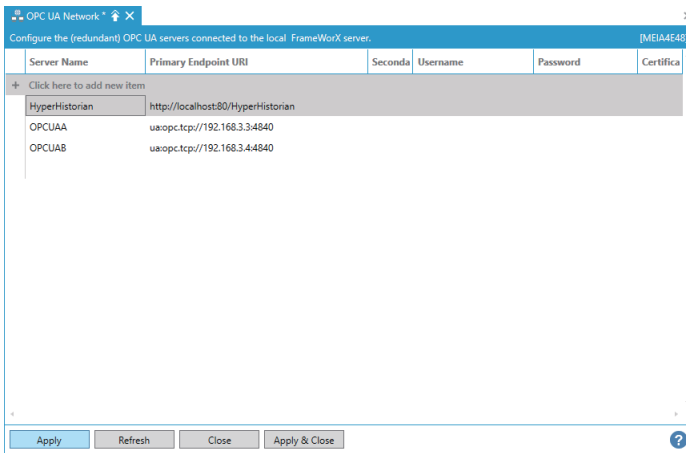 OPC UA Network *
Configure the (redundant) OPC UA servers connected to the local FrameWorX server. [MEIA4E48
Server Name Primary Endpoint URI Seconda Username Password Certifica
+ Click here to add new item
HyperHistorian http://localhost:80/HyperHistorian
OPCUAA ua:opc.tcp://192.168.3.3:4840
OPCUAB ua:opc.tcp://192.168.3.4:4840
Apply Refresh Close Apply & Close ?